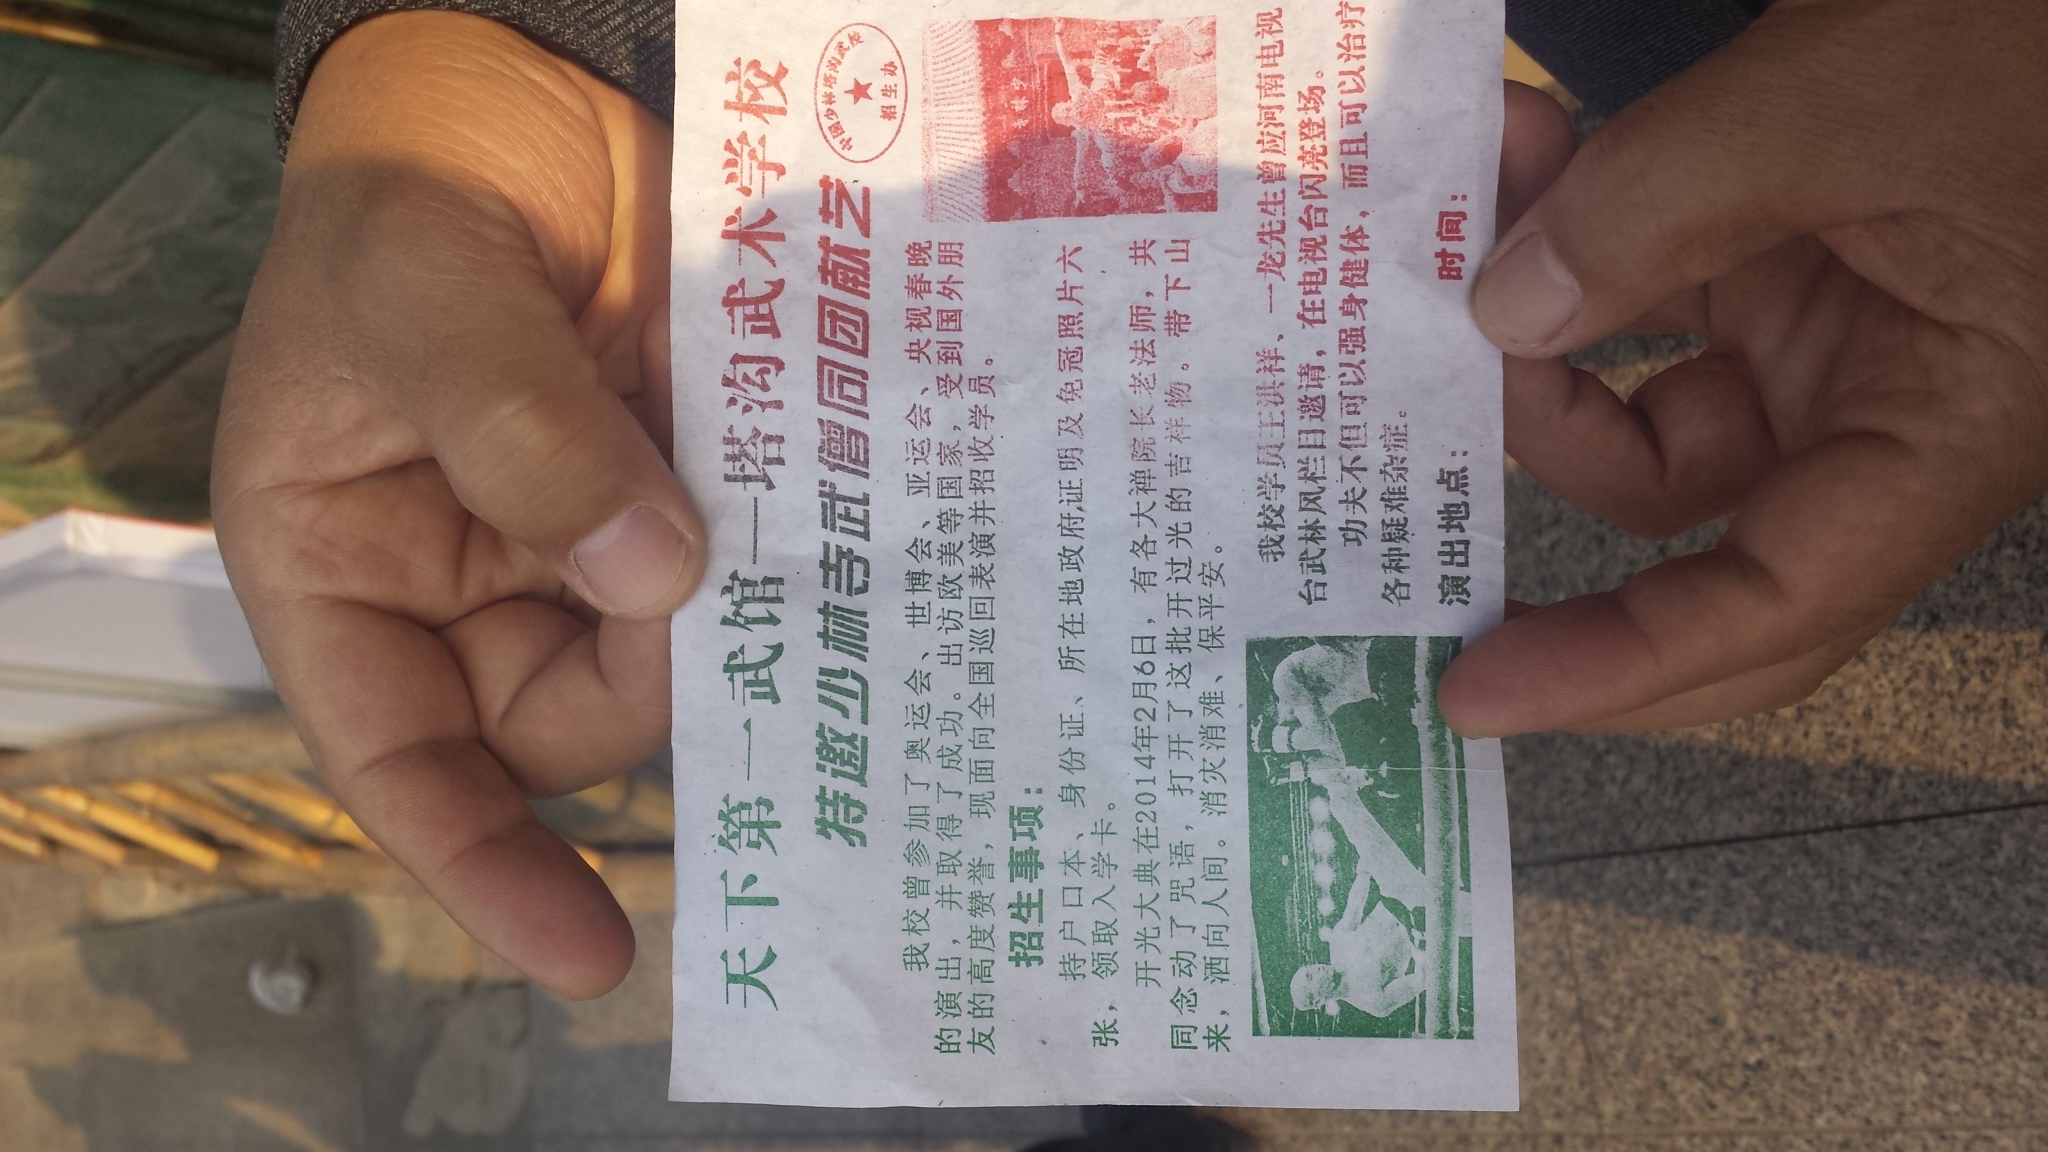 天下第一武馆——塔沟武术学校
特邀少林寺武僧同团献艺
中国少林塔沟武校
招生办
我校曾参加了奥运会、世博会、亚运会、央视春晚
的演出，并取得了成功。出访欧美等国家，受到国外朋
友的高度赞誉，现面向全国巡回表演并招收学员。
招生事项：
持户口本、身份证、所在地政府证明及免冠照片六
张，领取入学卡。
开光大典在2014年2月6日，有各大禅院长老法师，共
同念动了咒语，打开了这批开过光的吉祥物。带下山
来，洒向人间。消灾消难、保平安。
我校学员王洪祥、一龙先生曾应河南电视
台武林风栏目邀请，在电视台闪亮登场。
功夫不但可以强身健体，而且可以治疗
各种疑难杂症。
演出地点：
时间：